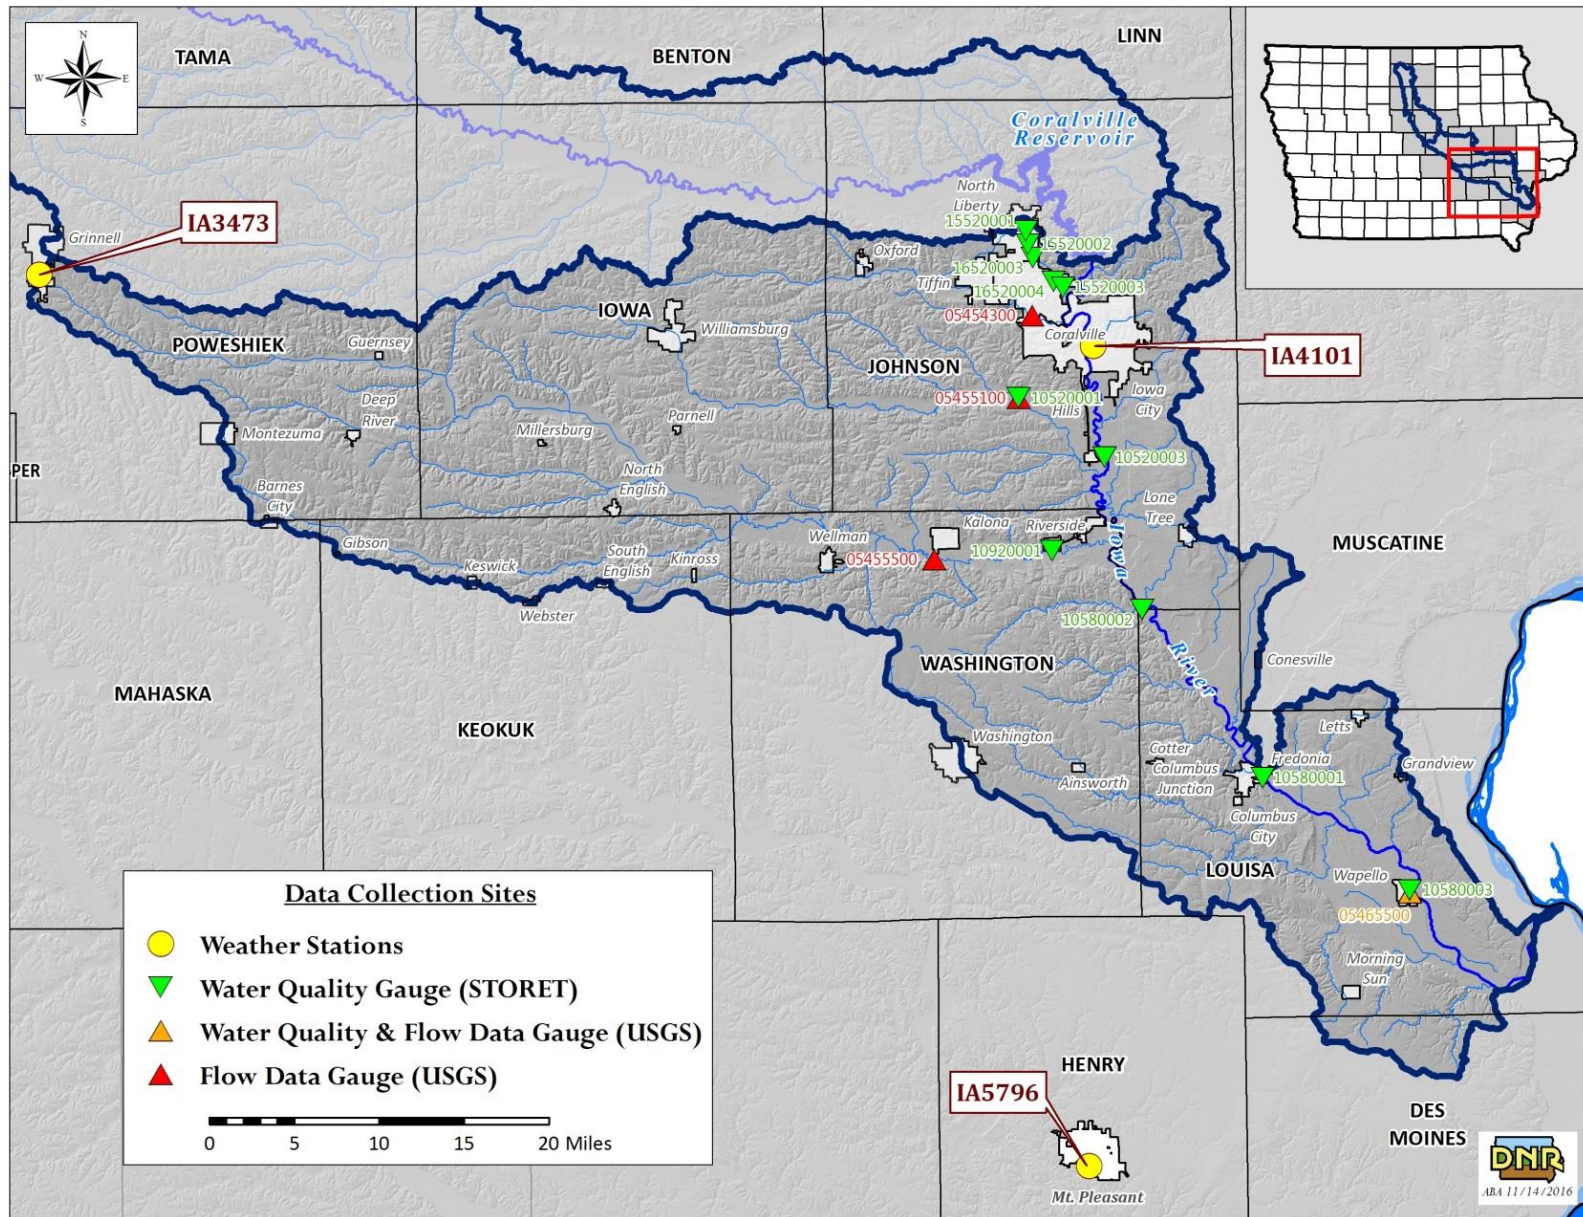 N
W
E
S
TAMA
BENTON
LINN
Coralville
Reservoir
North
Liberty
15520001
15520002
16520003
16520004
15520003
IA3473
Grinnell
Oxford
Tiffin
05454300
IOWA
Williamsburg
Coralville
IA4101
POWESHIEK
Guernsey
JOHNSON
Deep
River
Montezuma
Millersburg
Parnell
05455100
10520001
Hills
Iowa
City
PER
10520003
Barnes
City
North
English
Lone
Tree
Gibson
Keswick
Webster
South
English
Kinross
Wellman
Kalona
Riverside
05455500
10920001
Iowa
River
MUSCATINE
10580002
WASHINGTON
Conesville
MAHASKA
KEOKUK
Washington
Ainsworth
Cotter
Columbus
Junction
Fredonia
Letts
Grandview
10580001
Columbus
City
LOUISA
Wapello
10580003
05465500
Morning
Sun
Data Collection Sites
Weather Stations
Water Quality Gauge (STORET)
Water Quality & Flow Data Gauge (USGS)
Flow Data Gauge (USGS)
0 5 10 15 20 Miles
HENRY
IA5796
Mt. Pleasant
DES
MOINES
DNR
ABA 11/14/2016